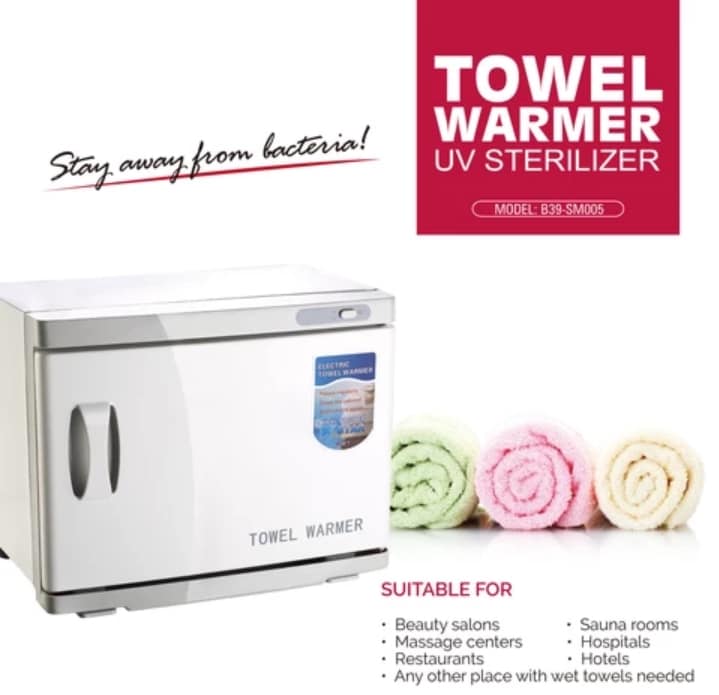 Stay away from bacteria!
TOWEL
WARMER
UV STERILIZER
MODEL: B39-SM005
ELECTRIC
TOWEL WARMER
TOWEL WARMER
SUITABLE FOR
• Beauty salons
• Massage centers
• Restaurants
• Sauna rooms
• Hospitals
• Hotels
• Any other place with wet towels needed